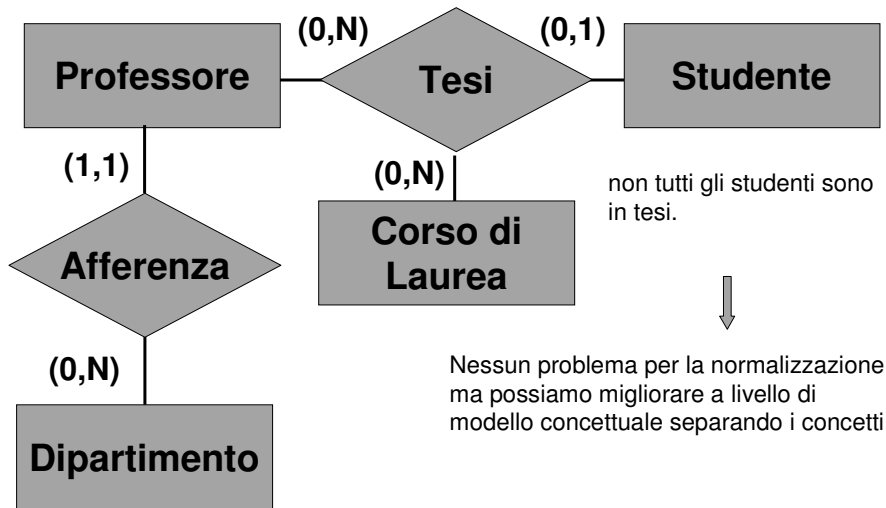 (0,N)
(0,1)
Professore
Tesi
Studente
(1,1)
(0,N)
non tutti gli studenti sono
in tesi.
Corso di
Laurea
Afferenza
(0,N)
Nessun problema per la normalizzazione
ma possiamo migliorare a livello di
modello concettuale separando i concetti
Dipartimento